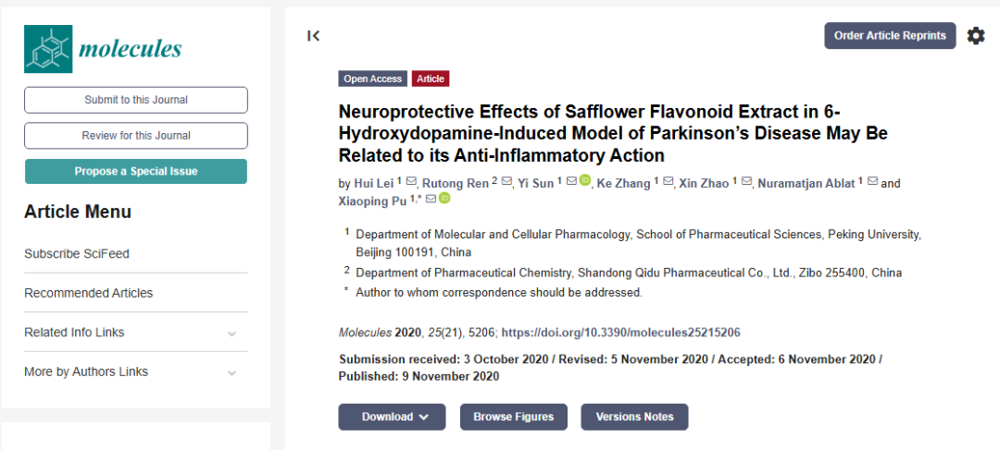 molecules
Submit to this Journal
Review for this Journal
Propose a Special Issue
Article Menu
Subscribe SciFeed
Recommended Articles
Related Info Links
More by Authors Links
Order Article Reprints
Open Access Article
Neuroprotective Effects of Safflower Flavonoid Extract in 6-
Hydroxydopamine-Induced Model of Parkinson’s Disease May Be
Related to its Anti-Inflammatory Action
by Hui Lei 1, Rutong Ren 2, Yi Sun 1 iD, Ke Zhang 1, Xin Zhao 1, Nuramatjan Ablat 1 and
Xiaoping Pu 1,* iD
1 Department of Molecular and Cellular Pharmacology, School of Pharmaceutical Sciences, Peking University,
Beijing 100191, China
2 Department of Pharmaceutical Chemistry, Shandong Qidu Pharmaceutical Co., Ltd., Zibo 255400, China
* Author to whom correspondence should be addressed.
Molecules 2020, 25(21), 5206; https://doi.org/10.3390/molecules25215206
Submission received: 3 October 2020 / Revised: 5 November 2020 / Accepted: 6 November 2020 /
Published: 9 November 2020
Download
Browse Figures
Versions Notes